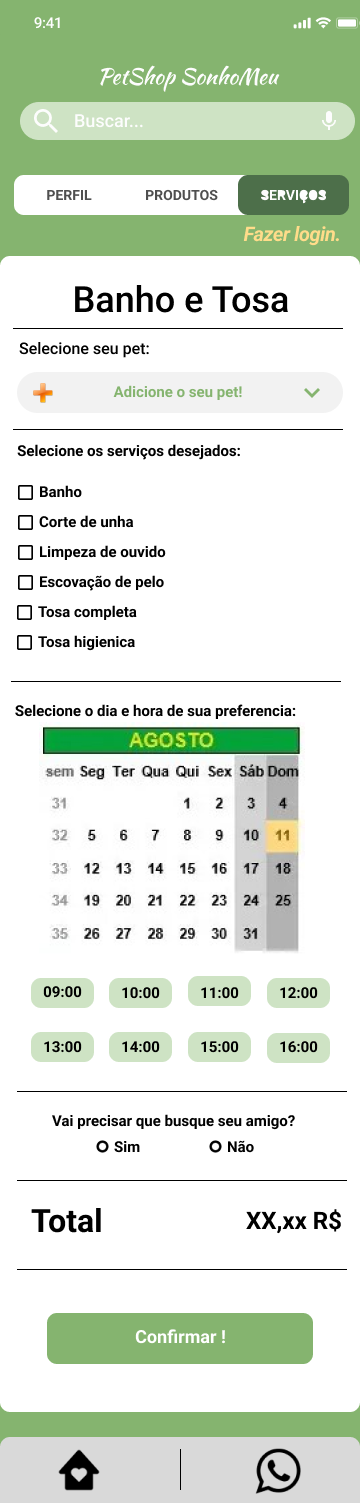 9:41
PetShop SonhoMeu
Buscar...
PERFIL PRODUTOS SERVIÇOS
Fazer login.
Banho e Tosa
Selecione seu pet:
Adicione o seu pet!
Selecione os serviços desejados:
Banho
Corte de unha
Limpeza de ouvido
Escovação de pelo
Tosa completa
Tosa higienica
Selecione o dia e hora de sua preferencia:
AGOSTO
sem Seg Ter Qua Qui Sex Sáb Dom
31 1 2 3 4
32 5 6 7 8 9 10 11
33 12 13 14 15 16 17 18
34 19 20 21 22 23 24 25
35 26 27 28 29 30 31
09:00 10:00 11:00 12:00
13:00 14:00 15:00 16:00
Vai precisar que busque seu amigo?
Sim Não
Total XX,xx R$
Confirmar !